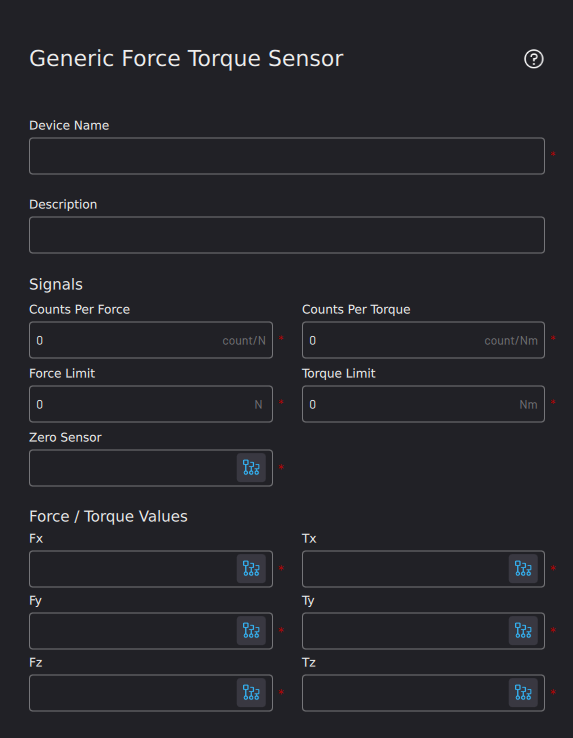 Generic Force Torque Sensor
Device Name
*
Description
Signals
Counts Per Force Counts Per Torque
0 count/N * 0 count/Nm *
Force Limit Torque Limit
0 N * 0 Nm *
Zero Sensor
*
Force / Torque Values
Fx Tx
* *
Fy Ty
* *
Fz Tz
* *